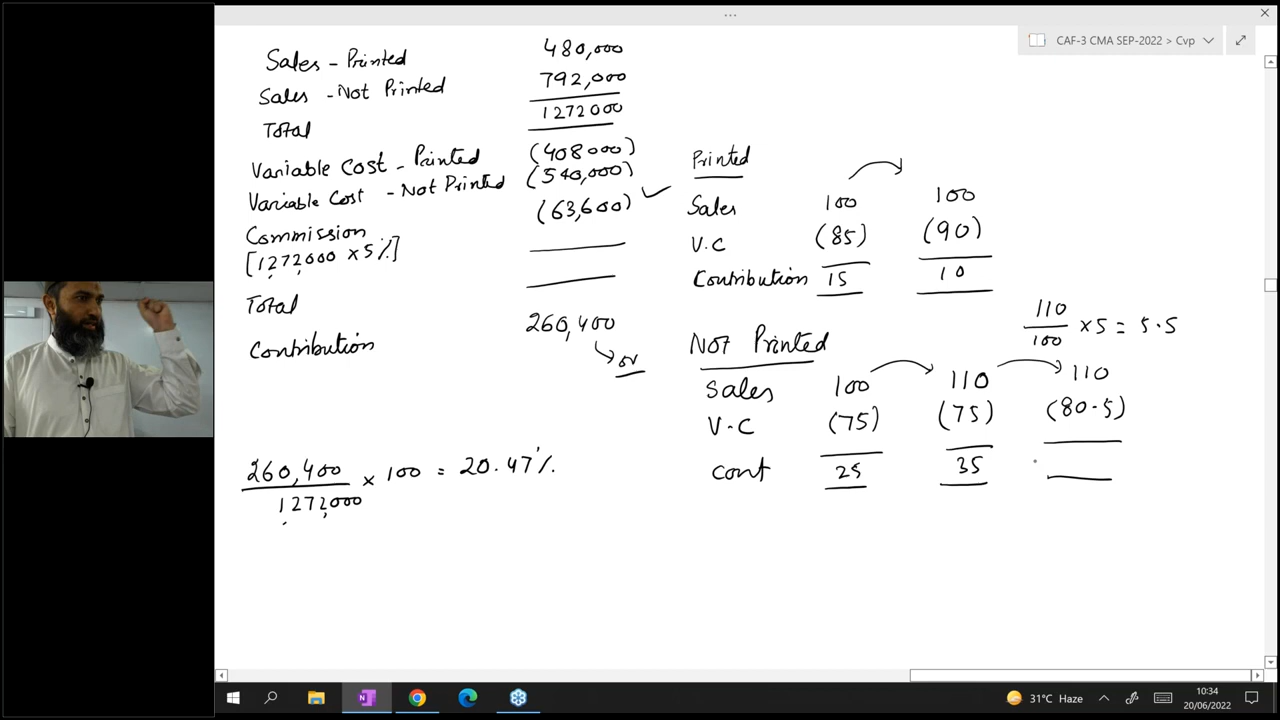 CAF-3 CMA SEP-2022 > Cvp
Sales - Printed 480,000
Sales - Not Printed 792,000
Total 1272000
Variable Cost - Printed (408000)
Variable Cost - Not Printed (540,000)
Commission (63,600)
[1272000 x 5%]
Total
Contribution 260,400
or
260,400
1272000
x 100 = 20.47%
Printed
Sales 100 100
V.C (85) (90)
Contribution 15 10
110
100
x5 = 5.5
NOT Printed
Sales 100 110 110
V.C (75) (75) (80.5)
Cont 25 35
31°C Haze
10:34
20/06/2022